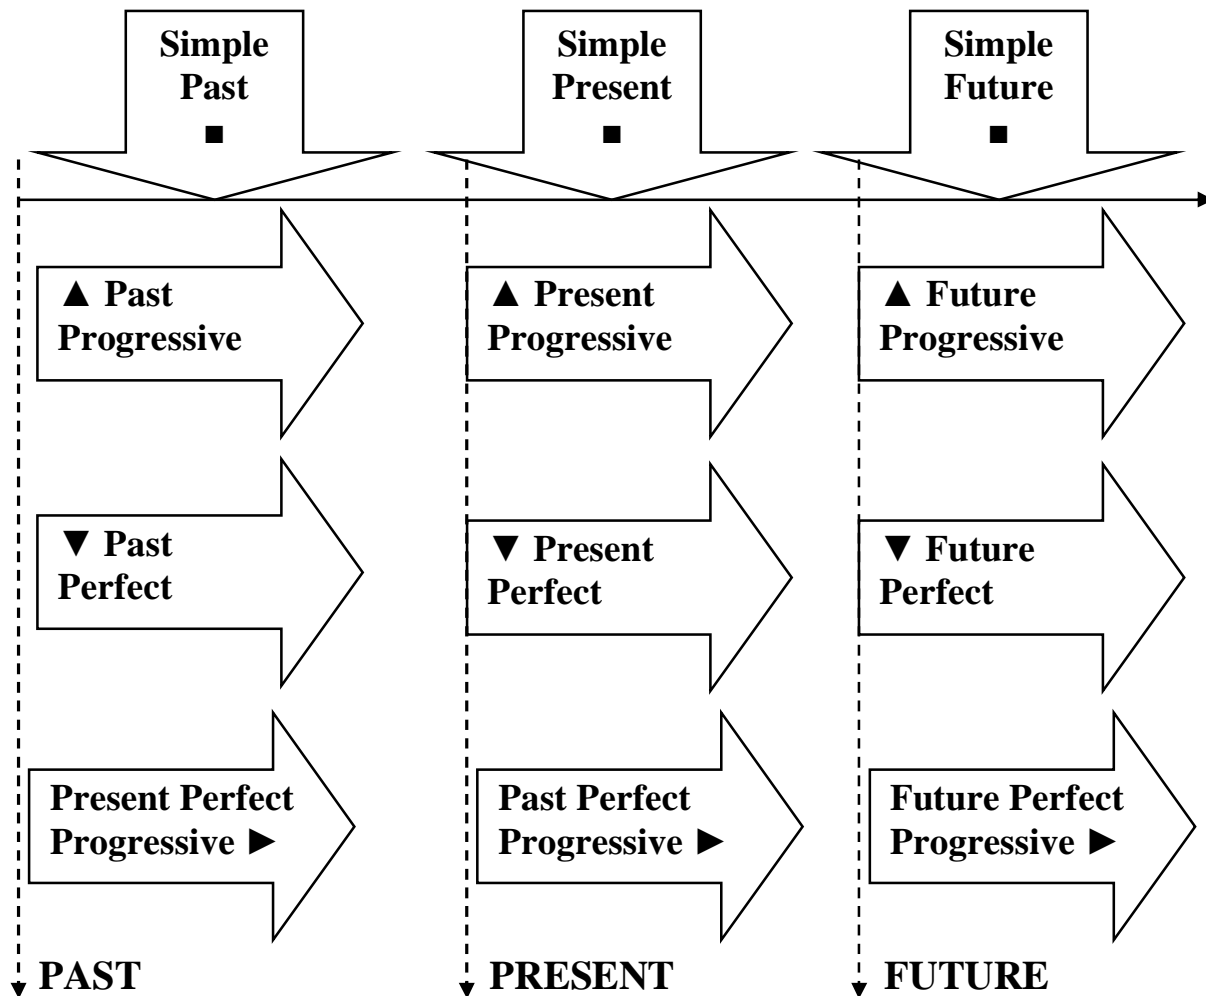 Simple
Past
■
Simple
Present
■
Simple
Future
■
▲ Past
Progressive
▲ Present
Progressive
▲ Future
Progressive
▼ Past
Perfect
▼ Present
Perfect
▼ Future
Perfect
Present Perfect
Progressive ►
Past Perfect
Progressive ►
Future Perfect
Progressive ►
PAST
PRESENT
FUTURE